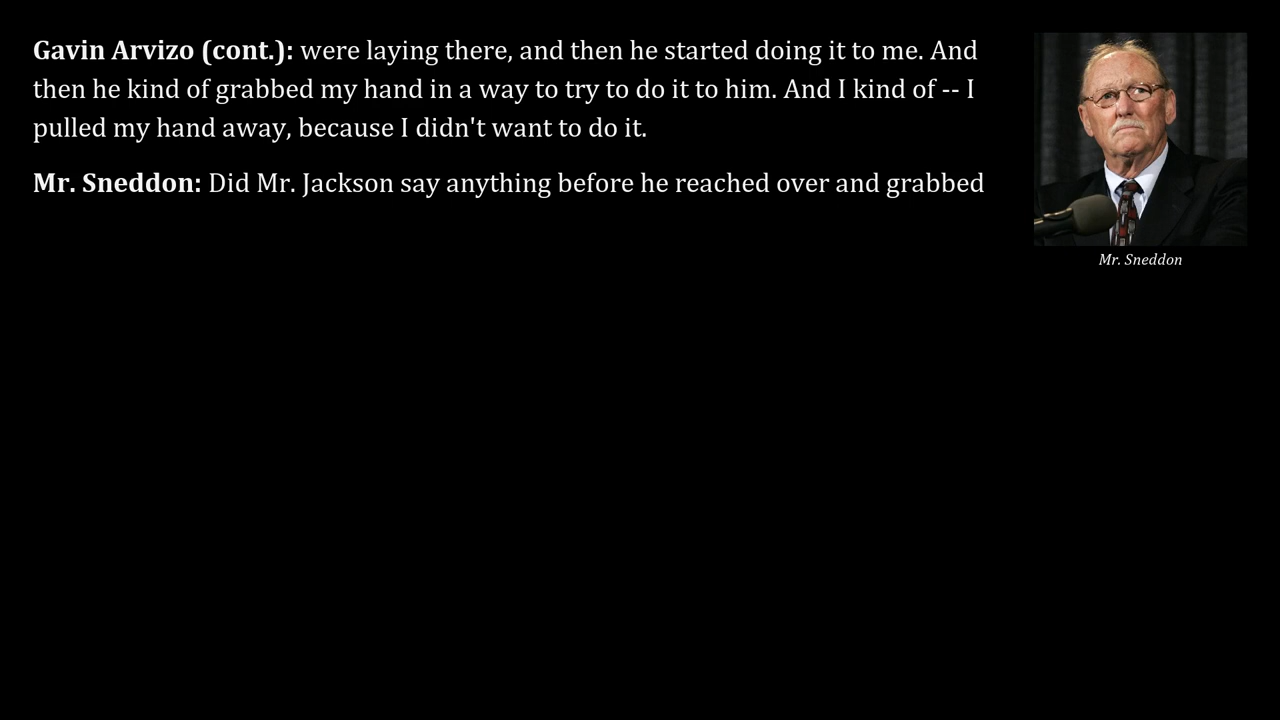 Gavin Arvizo (cont.): were laying there, and then he started doing it to me. And
then he kind of grabbed my hand in a way to try to do it to him. And I kind of -- I
pulled my hand away, because I didn't want to do it.
Mr. Sneddon: Did Mr. Jackson say anything before he reached over and grabbed
Mr. Sneddon